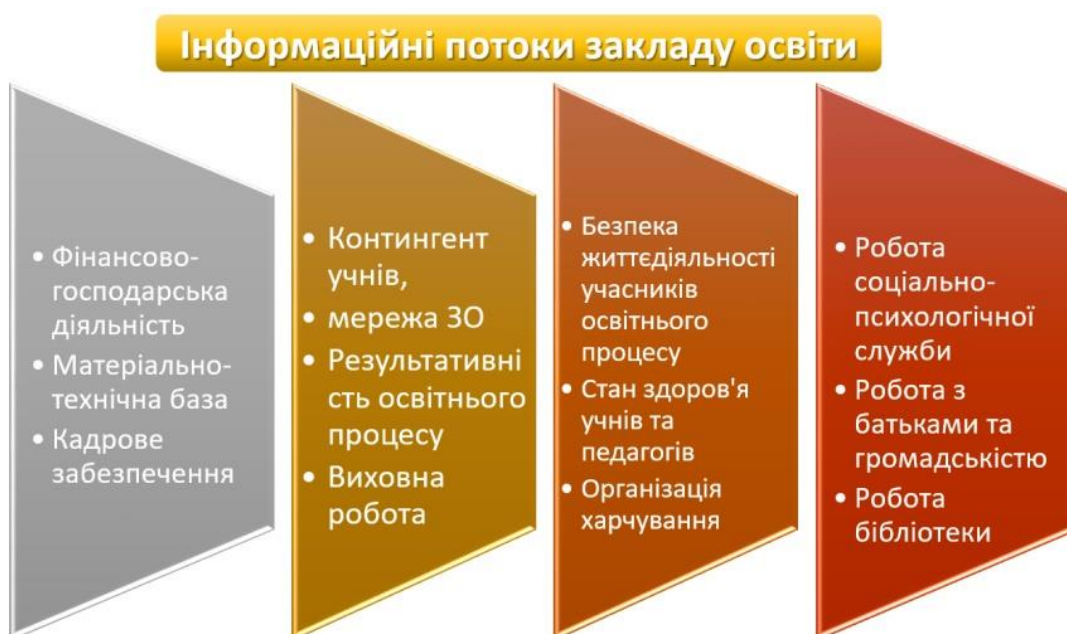 Інформаційні потоки закладу освіти
• Фінансово-
господарська
діяльність
• Матеріально-
технічна база
• Кадрове
забезпечення
• Контингент
учнів,
• мережа ЗО
• Результативні
сть освітнього
процесу
• Виховна
робота
• Безпека
життєдіяльності
учасників
освітнього
процесу
• Стан здоров'я
учнів та
педагогів
• Організація
харчування
• Робота
соціально-
психологічної
служби
• Робота з
батьками та
громадськістю
• Робота
бібліотеки